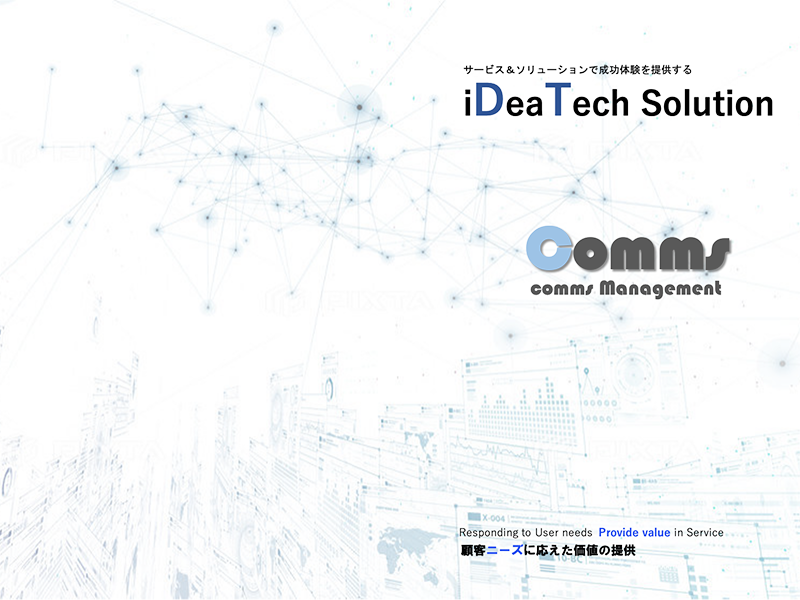 サービス＆ソリューションで成功体験を提供する
iDeaTech Solution
Comms
comms Management
X-004
Responding to User needs Provide value in Service
顧客ニーズに応えた価値の提供